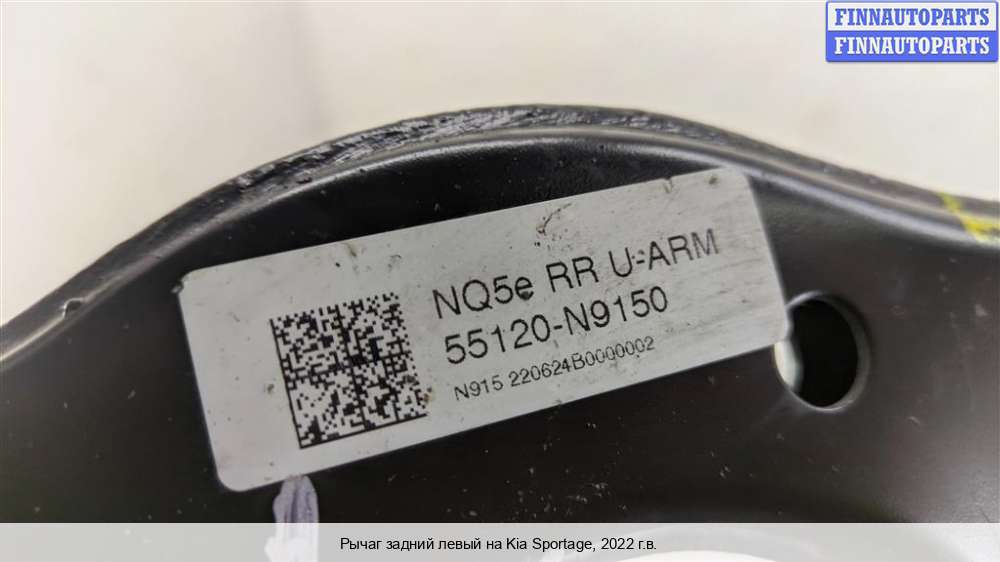 FINNAUTOPARTS
FINNAUTOPARTS
NQ5e RR U-ARM
55120-N9150
N915 220624B0000002
Рычаг задний левый на Kia Sportage, 2022 г.в.